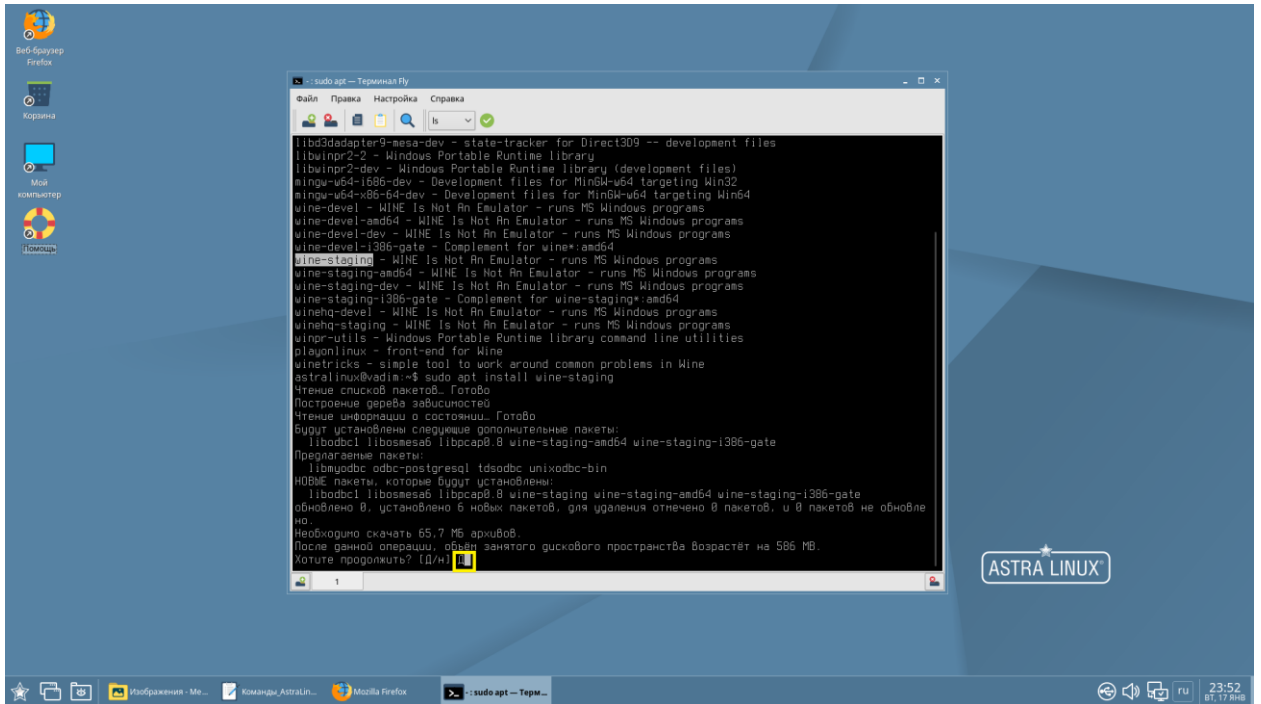 Веб-браузер
Firefox
Корзина
Мой
компьютер
Помощь
- : sudo apt — Терминал Fly
Файл Правка Настройка Справка
ls
libd3dadapter9-mesa-dev - state-tracker for Direct3D9 -- development files
libwinpr2-2 - Windows Portable Runtime library
libwinpr2-dev - Windows Portable Runtime library (development files)
mingw-w64-i686-dev - Development files for MinGW-w64 targeting Win32
mingw-w64-x86-64-dev - Development files for MinGW-w64 targeting Win64
wine-devel - WINE Is Not An Emulator - runs MS Windows programs
wine-devel-amd64 - WINE Is Not An Emulator - runs MS Windows programs
wine-devel-dev - WINE Is Not An Emulator - runs MS Windows programs
wine-devel-i386-gate - Complement for wine*:amd64
wine-staging - WINE Is Not An Emulator - runs MS Windows programs
wine-staging-amd64 - WINE Is Not An Emulator - runs MS Windows programs
wine-staging-dev - WINE Is Not An Emulator - runs MS Windows programs
wine-staging-i386-gate - Complement for wine-staging*:amd64
winehq-devel - WINE Is Not An Emulator - runs MS Windows programs
winehq-staging - WINE Is Not An Emulator - runs MS Windows programs
winpr-utils - Windows Portable Runtime library command line utilities
playonlinux - front-end for Wine
winetricks - simple tool to work around common problems in Wine
astralinux@vadim:~$ sudo apt install wine-staging
Чтение списков пакетов… Готово
Построение дерева зависимостей
Чтение информации о состоянии… Готово
Будут установлены следующие дополнительные пакеты:
libodbc1 libosmesa6 libpcap0.8 wine-staging-amd64 wine-staging-i386-gate
Предлагаемые пакеты:
libmyodbc odbc-postgresql tdsodbc unixodbc-bin
НОВЫЕ пакеты, которые будут установлены:
libodbc1 libosmesa6 libpcap0.8 wine-staging wine-staging-amd64 wine-staging-i386-gate
обновлено 0, установлено 6 новых пакетов, для удаления отмечено 0 пакетов, и 0 пакетов не обновле
но.
Необходимо скачать 65,7 МБ архивов.
После данной операции, объём занятого дискового пространства возрастёт на 586 MB.
Хотите продолжить? [Д/н] Д
1
ASTRA LINUX®
Изображения - Ме... Команды_AstraLin... Mozilla Firefox - : sudo apt — Терм...
ru
23:52
ВТ, 17 ЯНВ